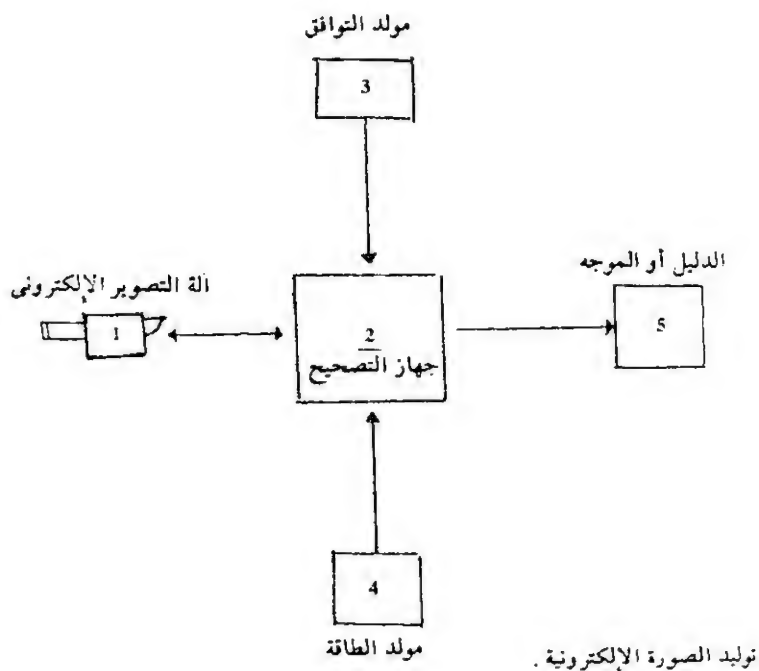 مولد التوافق
3
الدليل أو الموجه
5
آلة التصوير الإلكترونى
1
2
جهاز التصحيح
4
مولد الطاقة
توليد الصورة الإلكترونية .